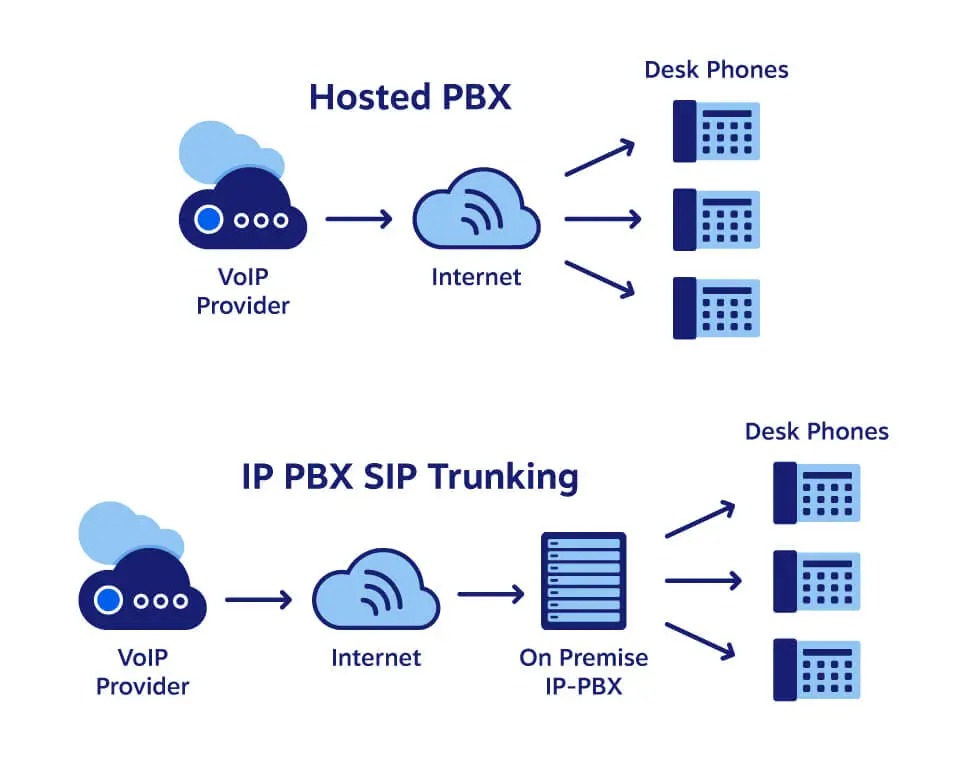 Hosted PBX
Desk Phones
VoIP
Provider
Internet
IP PBX SIP Trunking
Desk Phones
VoIP
Provider
Internet
On Premise
IP-PBX